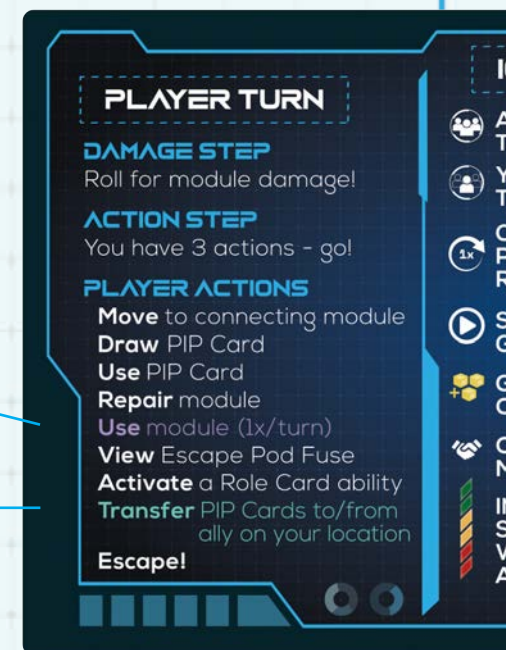 PLAYER TURN
DAMAGE STEP
Roll for module damage!
ACTION STEP
You have 3 actions - go!
PLAYER ACTIONS
Move to connecting module
Draw PIP Card
Use PIP Card
Repair module
Use module (1x/turn)
View Escape Pod Fuse
Activate a Role Card ability
Transfer PIP Cards to/from
ally on your location
Escape!
1x